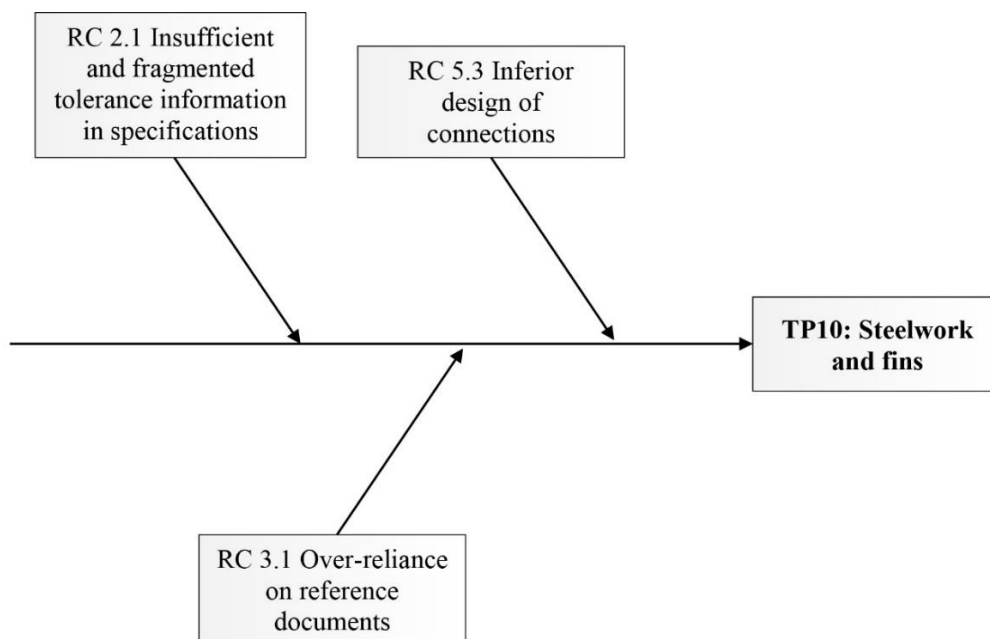 RC 2.1 Insufficient
and fragmented
tolerance information
in specifications
RC 5.3 Inferior
design of
connections
TP10: Steelwork
and fins
RC 3.1 Over-reliance
on reference
documents